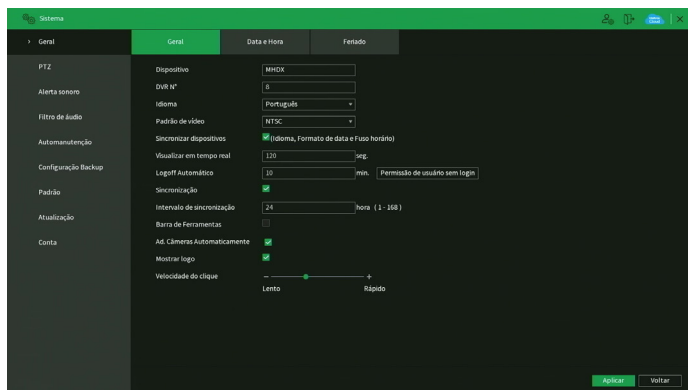 Sistema
Geral
PTZ
Alerta sonoro
Filtro de áudio
Automanutenção
Configuração Backup
Padrão
Atualização
Conta
Geral Data e Hora Feriado
Dispositivo MHDX
DVR N° 8
Idioma Português
Padrão de vídeo NTSC
Sincronizar dispositivos (Idioma, Formato de data e Fuso horário)
Visualizar em tempo real 120 seg.
Logoff Automático 10 min. Permissão de usuário sem login
Sincronização
Intervalo de sincronização 24 hora ( 1 - 168 )
Barra de Ferramentas
Ad. Câmeras Automaticamente
Mostrar logo
Velocidade do clique − +
Lento Rápido
Aplicar Voltar